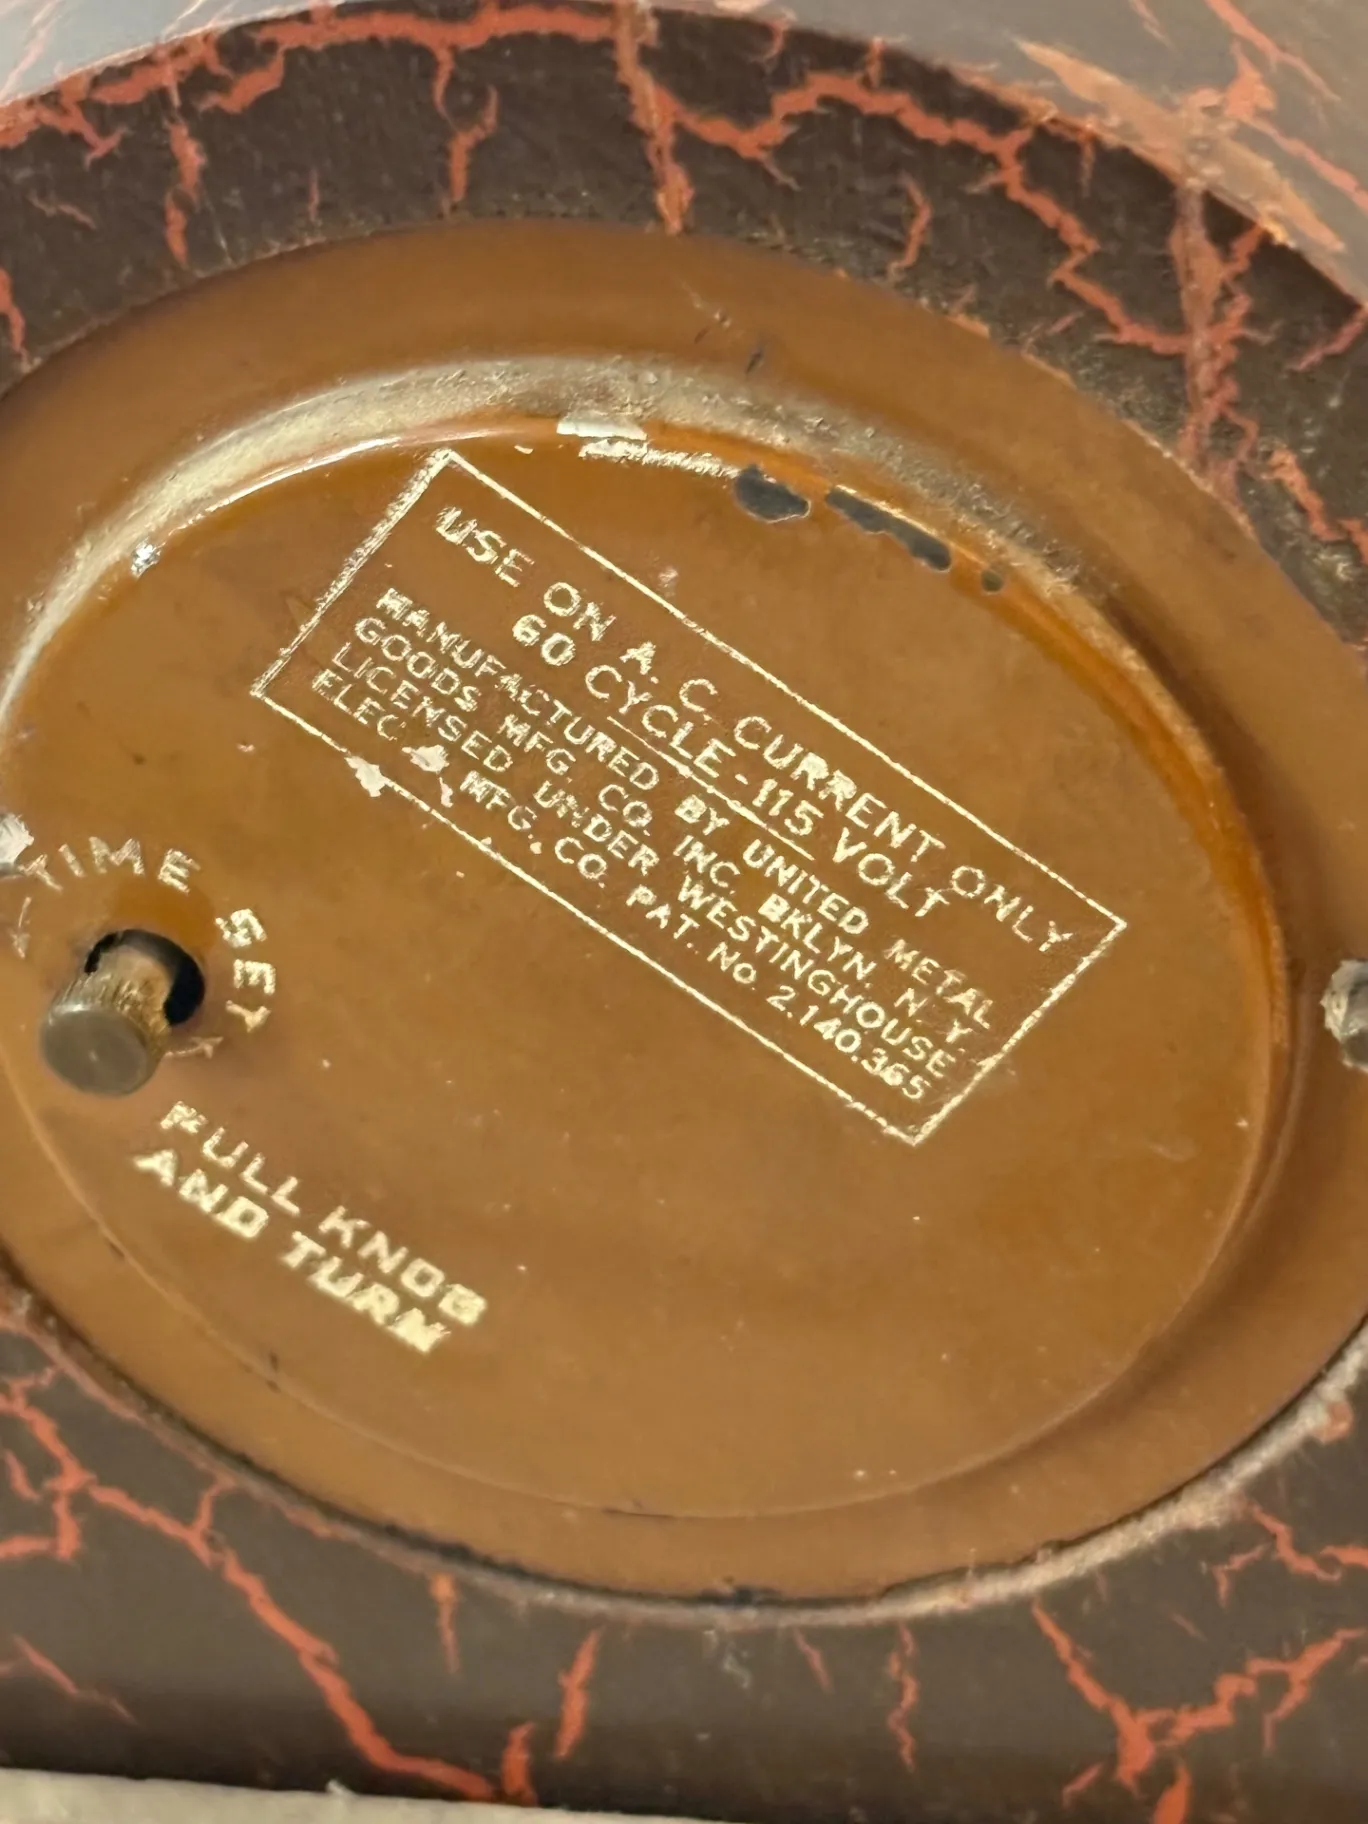 USE ON A. C. CURRENT ONLY
60 CYCLE-115 VOLT
MANUFACTURED BY UNITED METAL
GOODS MFG. CO. INC. BKLYN. N. Y.
LICENSED UNDER WESTINGHOUSE
ELEC & MFG. CO. PAT. No. 2.140.365
TIME SET
PULL KNOB
AND TURN